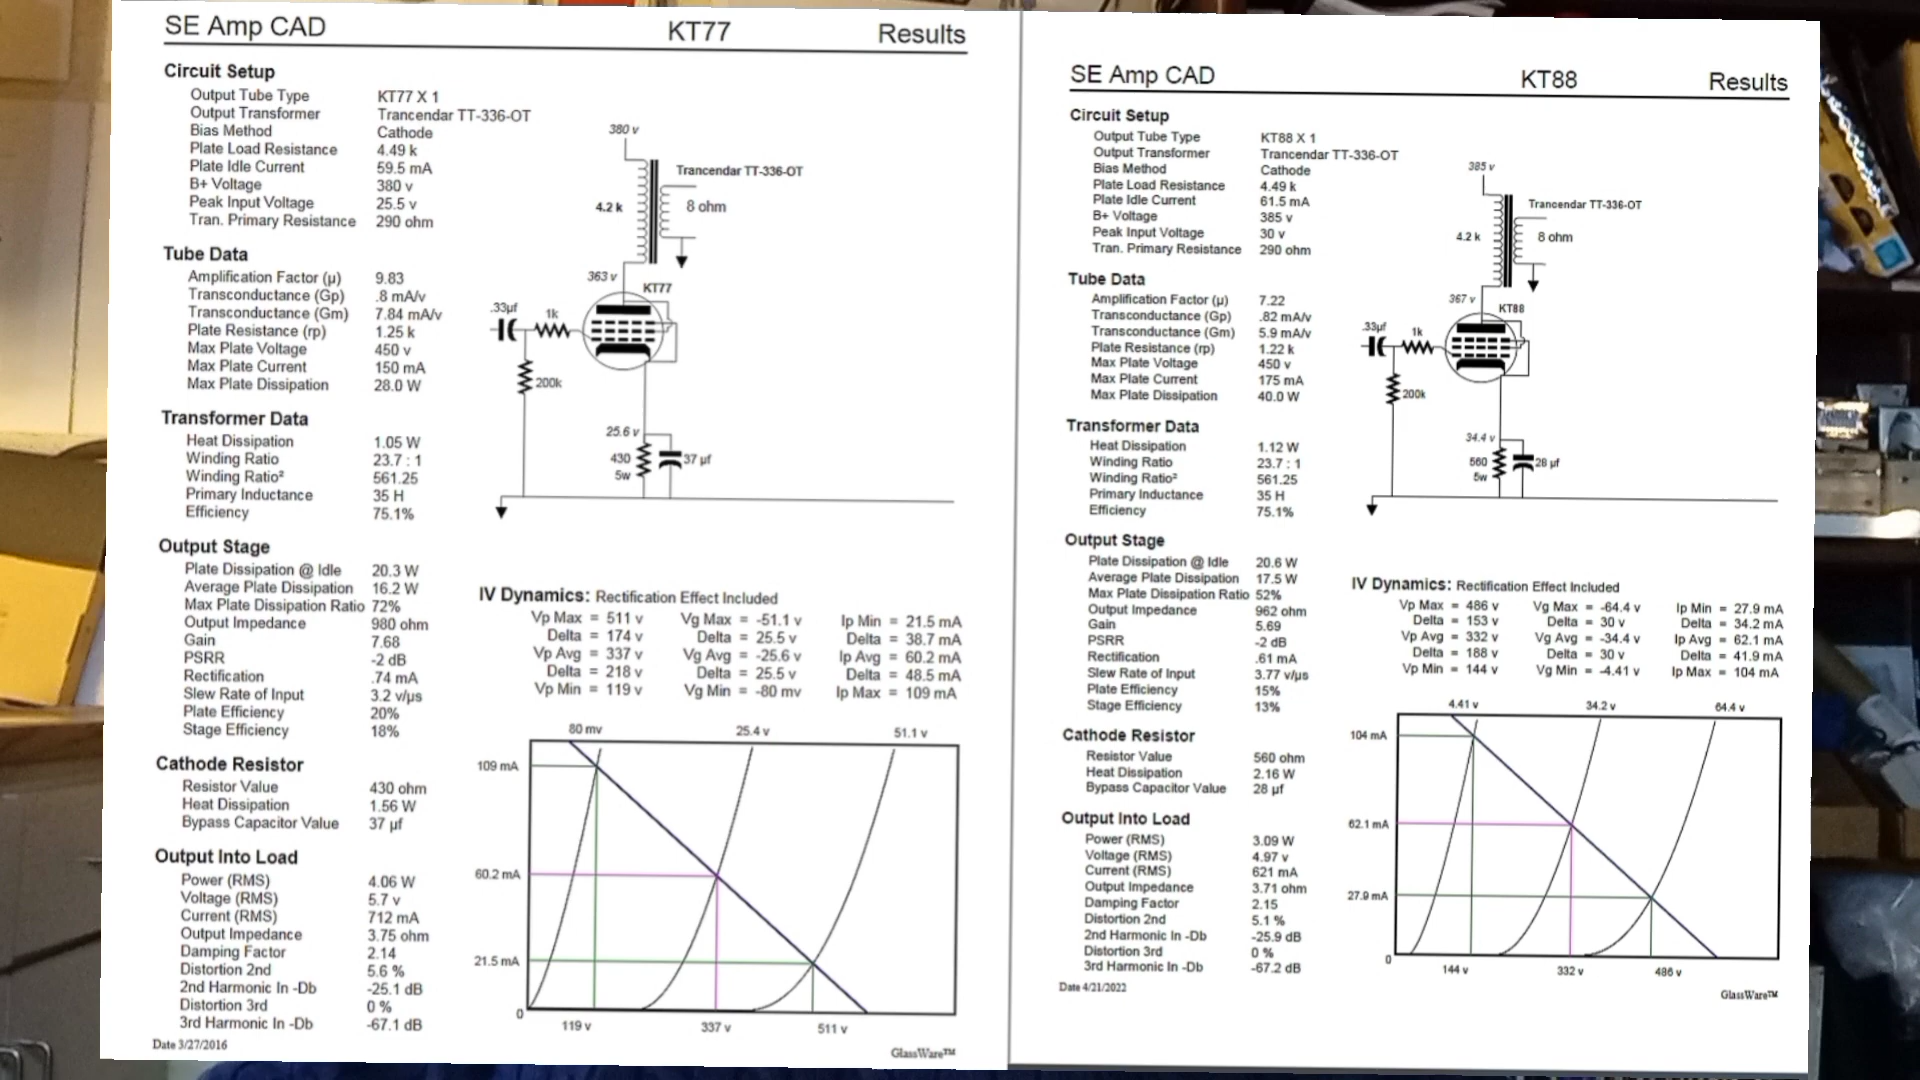 SE Amp CAD KT77 Results
Circuit Setup
Output Tube Type KT77 X 1
Output Transformer Trancendar TT-336-OT
Bias Method Cathode
Plate Load Resistance 4.49 k
Plate Idle Current 59.5 mA
B+ Voltage 380 v
Peak Input Voltage 25.5 v
Tran. Primary Resistance 290 ohm
Tube Data
Amplification Factor (µ) 9.83
Transconductance (Gp) .8 mA/v
Transconductance (Gm) 7.84 mA/v
Plate Resistance (rp) 1.25 k
Max Plate Voltage 450 v
Max Plate Current 150 mA
Max Plate Dissipation 28.0 W
Transformer Data
Heat Dissipation 1.05 W
Winding Ratio 23.7 : 1
Winding Ratio² 561.25
Primary Inductance 35 H
Efficiency 75.1%
Output Stage
Plate Dissipation @ Idle 20.3 W
Average Plate Dissipation 16.2 W
Max Plate Dissipation Ratio 72%
Output Impedance 980 ohm
Gain 7.68
PSRR -2 dB
Rectification .74 mA
Slew Rate of Input 3.2 v/µs
Plate Efficiency 20%
Stage Efficiency 18%
Cathode Resistor
Resistor Value 430 ohm
Heat Dissipation 1.56 W
Bypass Capacitor Value 37 µf
Output Into Load
Power (RMS) 4.06 W
Voltage (RMS) 5.7 v
Current (RMS) 712 mA
Output Impedance 3.75 ohm
Damping Factor 2.14
Distortion 2nd 5.6 %
2nd Harmonic In -Db -25.1 dB
Distortion 3rd 0 %
3rd Harmonic In -Db -67.1 dB
Date 3/27/2016
380 v
Trancendar TT-336-OT
4.2 k 8 ohm
363 v
KT77
.33µf 1k
200k
25.6 v
430 37 µf
5w
IV Dynamics: Rectification Effect Included
Vp Max = 511 v Vg Max = -51.1 v Ip Min = 21.5 mA
Delta = 174 v Delta = 25.5 v Delta = 38.7 mA
Vp Avg = 337 v Vg Avg = -25.6 v Ip Avg = 60.2 mA
Delta = 218 v Delta = 25.5 v Delta = 48.5 mA
Vp Min = 119 v Vg Min = -80 mv Ip Max = 109 mA
80 mv 25.4 v 51.1 v
109 mA
60.2 mA
21.5 mA
0
119 v 337 v 511 v
GlassWare™
SE Amp CAD KT88 Results
Circuit Setup
Output Tube Type KT88 X 1
Output Transformer Trancendar TT-336-OT
Bias Method Cathode
Plate Load Resistance 4.49 k
Plate Idle Current 61.5 mA
B+ Voltage 385 v
Peak Input Voltage 30 v
Tran. Primary Resistance 290 ohm
Tube Data
Amplification Factor (µ) 7.22
Transconductance (Gp) .82 mA/v
Transconductance (Gm) 5.9 mA/v
Plate Resistance (rp) 1.22 k
Max Plate Voltage 450 v
Max Plate Current 175 mA
Max Plate Dissipation 40.0 W
Transformer Data
Heat Dissipation 1.12 W
Winding Ratio 23.7 : 1
Winding Ratio² 561.25
Primary Inductance 35 H
Efficiency 75.1%
Output Stage
Plate Dissipation @ Idle 20.6 W
Average Plate Dissipation 17.5 W
Max Plate Dissipation Ratio 52%
Output Impedance 962 ohm
Gain 5.69
PSRR -2 dB
Rectification .61 mA
Slew Rate of Input 3.77 v/µs
Plate Efficiency 15%
Stage Efficiency 13%
Cathode Resistor
Resistor Value 560 ohm
Heat Dissipation 2.16 W
Bypass Capacitor Value 28 µf
Output Into Load
Power (RMS) 3.09 W
Voltage (RMS) 4.97 v
Current (RMS) 621 mA
Output Impedance 3.71 ohm
Damping Factor 2.15
Distortion 2nd 5.1 %
2nd Harmonic In -Db -25.9 dB
Distortion 3rd 0 %
3rd Harmonic In -Db -67.2 dB
Date 4/21/2022
385 v
Trancendar TT-336-OT
4.2 k 8 ohm
367 v
KT88
.33µf 1k
200k
34.4 v
560 28 µf
5w
IV Dynamics: Rectification Effect Included
Vp Max = 486 v Vg Max = -64.4 v Ip Min = 27.9 mA
Delta = 153 v Delta = 30 v Delta = 34.2 mA
Vp Avg = 332 v Vg Avg = -34.4 v Ip Avg = 62.1 mA
Delta = 188 v Delta = 30 v Delta = 41.9 mA
Vp Min = 144 v Vg Min = -4.41 v Ip Max = 104 mA
4.41 v 34.2 v 64.4 v
104 mA
62.1 mA
27.9 mA
0
144 v 332 v 486 v
GlassWare™